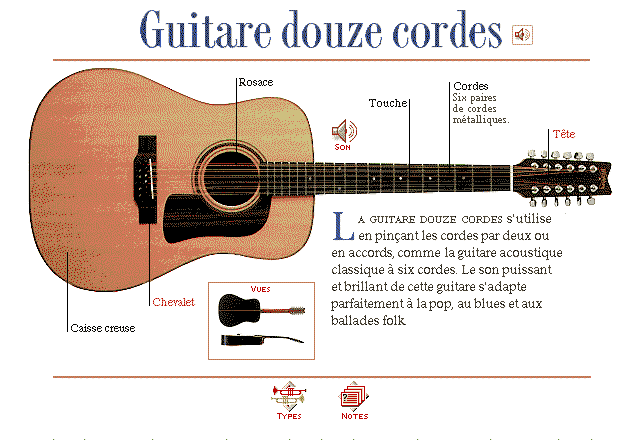 Guitare douze cordes
Rosace
Touche
Cordes
Six paires
de cordes
métalliques.
Son
Tête
La guitare douze cordes s'utilise
en pinçant les cordes par deux ou
en accords, comme la guitare acoustique
classique à six cordes. Le son puissant
et brillant de cette guitare s'adapte
parfaitement à la pop, au blues et aux
ballades folk.
Chevalet
Caisse creuse
Vues
Types
Notes